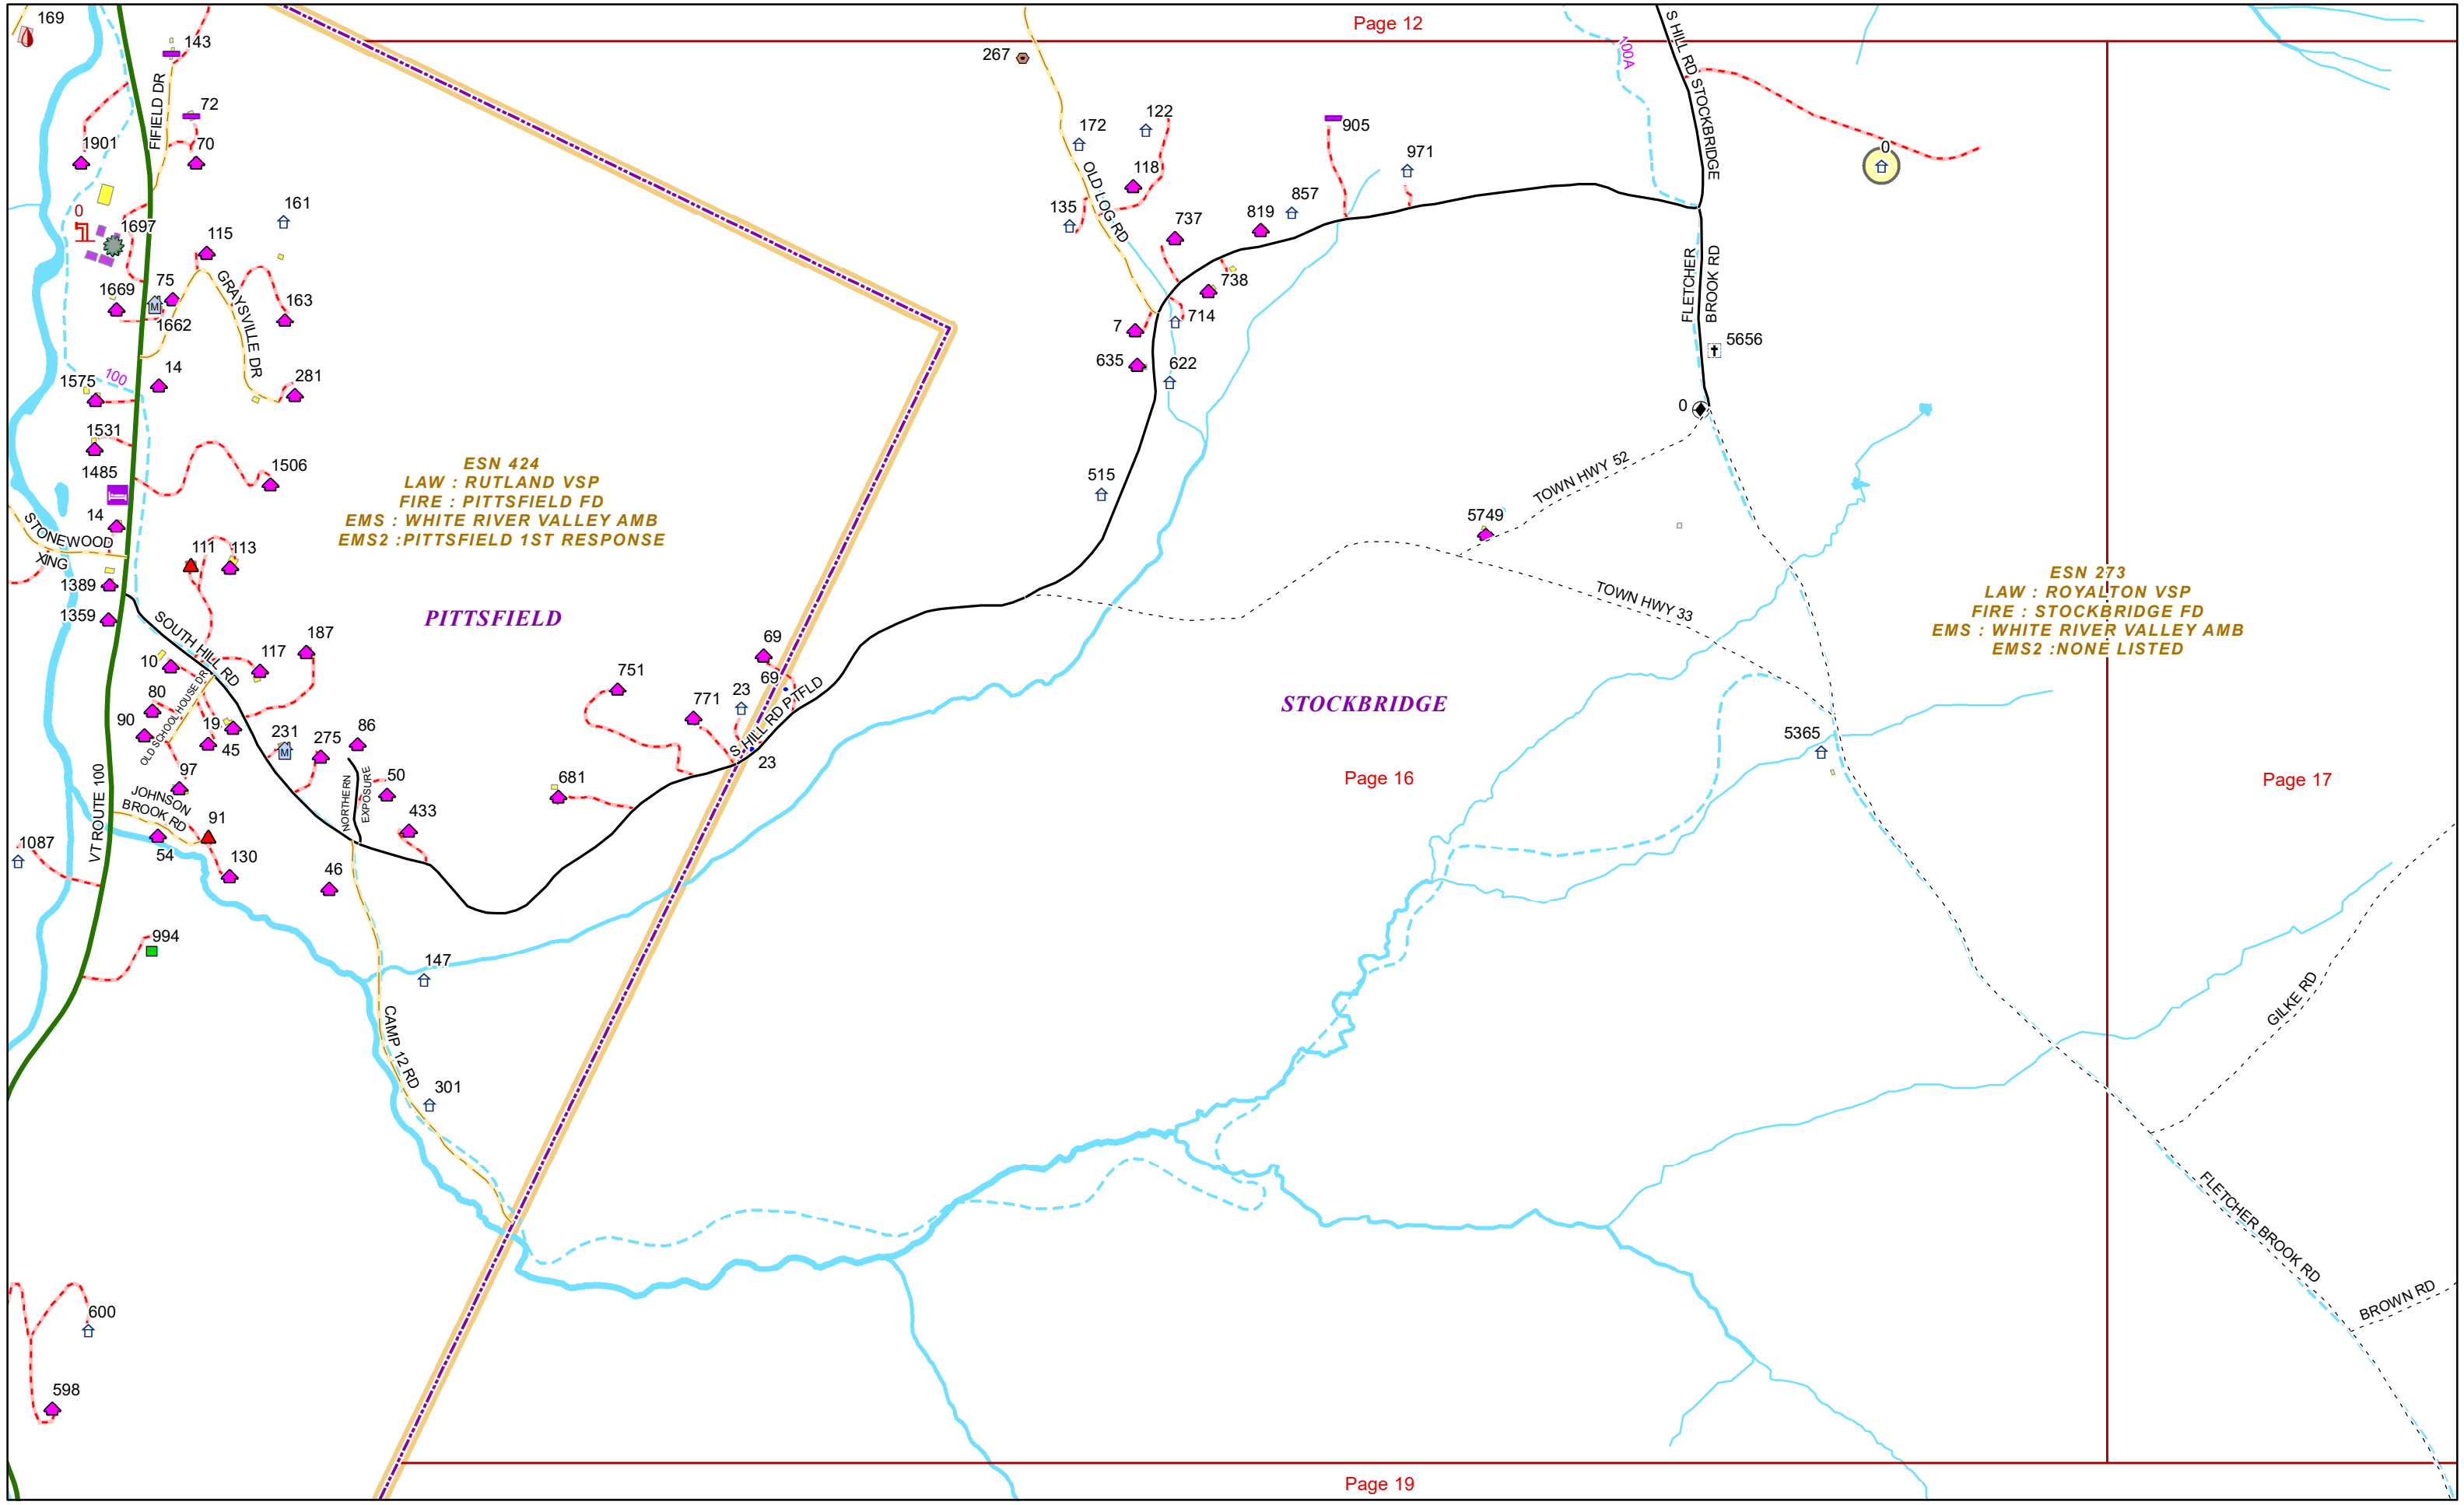 Page 12
169
143
FIFIELD DR
72
70
1901
0
1697
161
115
GRAYSVILLE DR
75
1669
M
1662
163
14
281
100
1575
1531
1485
1506
14
STONEWOOD
XING
111
113
1389
1359
ESN 424
LAW : RUTLAND VSP
FIRE : PITTSFIELD FD
EMS : WHITE RIVER VALLEY AMB
EMS2 :PITTSFIELD 1ST RESPONSE
PITTSFIELD
SOUTH HILL RD
10
117
187
80
90
OLD SCHOOLHOUSE DR
19
45
231
M
275
86
97
NORTHERN
EXPOSURE
50
433
JOHNSON
BROOK RD
91
54
130
46
VT ROUTE 100
1087
994
147
CAMP 12 RD
301
600
598
751
771
681
69
69
23
S HILL RD PTFLD
23
267
172
122
118
135
OLD LOG RD
737
819
857
905
971
738
714
7
635
622
515
100A
S HILL RD STOCKBRIDGE
0
FLETCHER
BROOK RD
5656
0
TOWN HWY 52
5749
TOWN HWY 33
ESN 273
LAW : ROYALTON VSP
FIRE : STOCKBRIDGE FD
EMS : WHITE RIVER VALLEY AMB
EMS2 :NONE LISTED
STOCKBRIDGE
5365
Page 16
Page 17
GILKE RD
FLETCHER BROOK RD
BROWN RD
Page 19